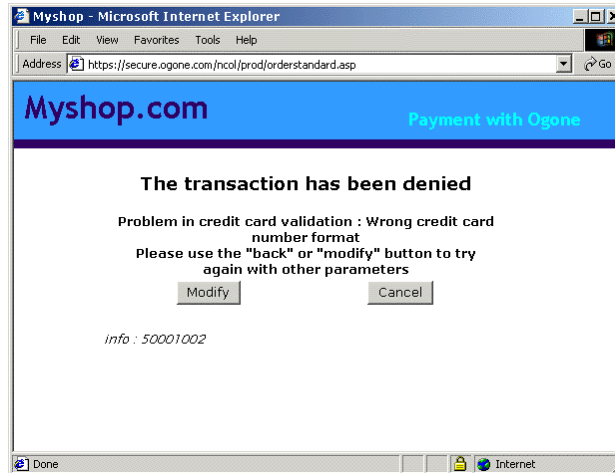 Myshop - Microsoft Internet Explorer
File Edit View Favorites Tools Help
Address https://secure.ogone.com/ncol/prod/orderstandard.asp Go
Myshop.com
Payment with Ogone
The transaction has been denied
Problem in credit card validation : Wrong credit card
number format
Please use the "back" or "modify" button to try
again with other parameters
Modify Cancel
info : 50001002
Done Internet